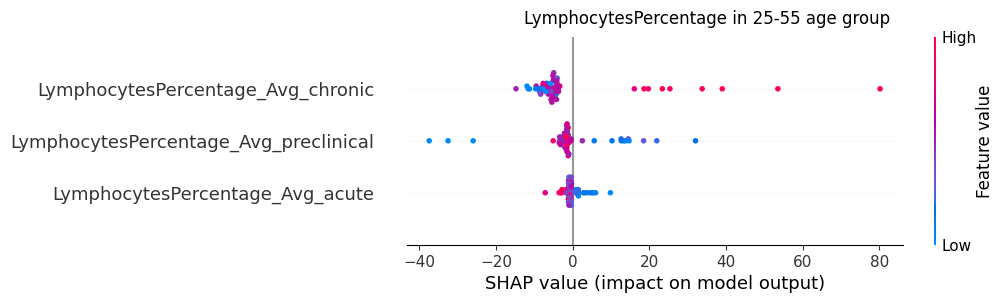 LymphocytesPercentage in 25-55 age group
High
LymphocytesPercentage_Avg_chronic
LymphocytesPercentage_Avg_preclinical
LymphocytesPercentage_Avg_acute
Feature value
Low
−40 −20 0 20 40 60 80
SHAP value (impact on model output)